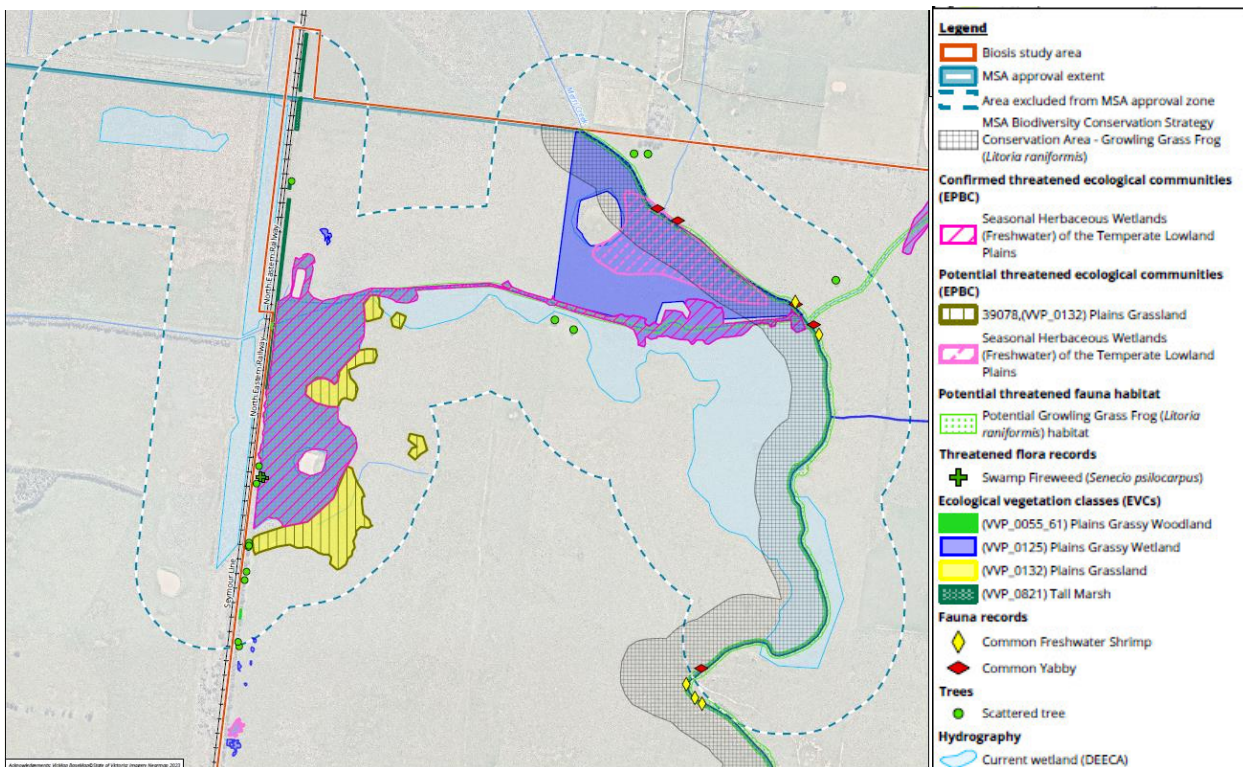 Merri Creek
North Eastern Railway
North Eastern Railway
North Eastern Railway
Seymour Line
Legend
Biosis study area
MSA approval extent
Area excluded from MSA approval zone
MSA Biodiversity Conservation Strategy
Conservation Area - Growling Grass Frog
(Litoria raniformis)
Confirmed threatened ecological communities
(EPBC)
Seasonal Herbaceous Wetlands
(Freshwater) of the Temperate Lowland
Plains
Potential threatened ecological communities
(EPBC)
39078,(VVP_0132) Plains Grassland
Seasonal Herbaceous Wetlands
(Freshwater) of the Temperate Lowland
Plains
Potential threatened fauna habitat
Potential Growling Grass Frog (Litoria
raniformis) habitat
Threatened flora records
Swamp Fireweed (Senecio psilocarpus)
Ecological vegetation classes (EVCs)
(VVP_0055_61) Plains Grassy Woodland
(VVP_0125) Plains Grassy Wetland
(VVP_0132) Plains Grassland
(VVP_0821) Tall Marsh
Fauna records
Common Freshwater Shrimp
Common Yabby
Trees
Scattered tree
Hydrography
Current wetland (DEECA)